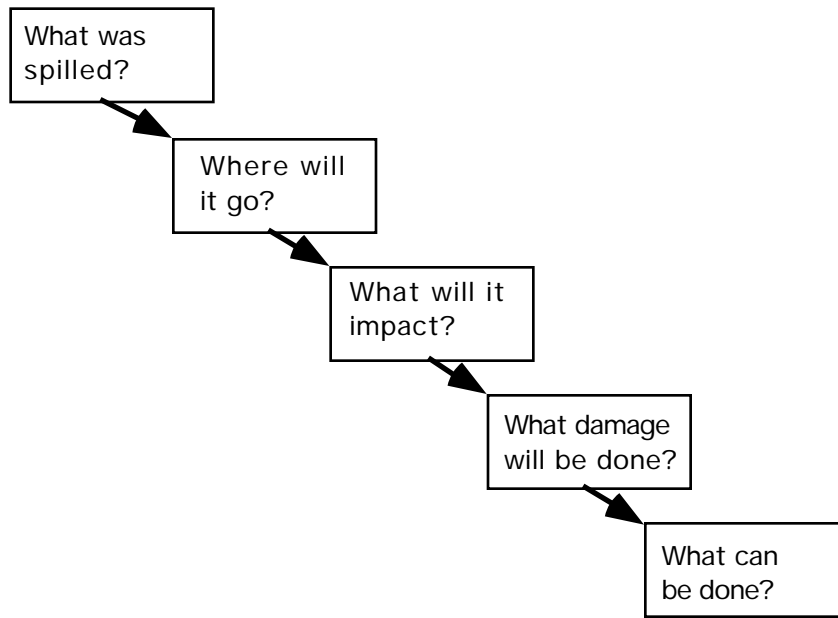 What was
spilled?
Where will
it go?
What will it
impact?
What damage
will be done?
What can
be done?